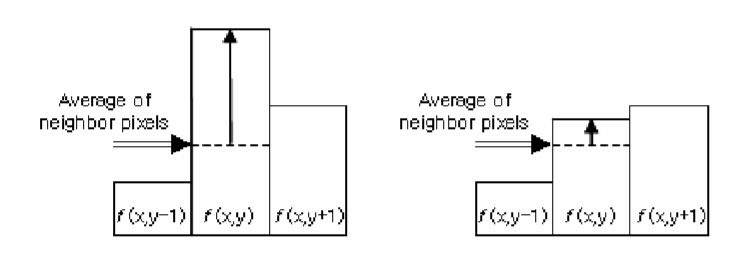 Average of
neighbor pixels
f(x,y-1) f(x,y) f(x,y+1)
Average of
neighbor pixels
f(x,y-1) f(x,y) f(x,y+1)